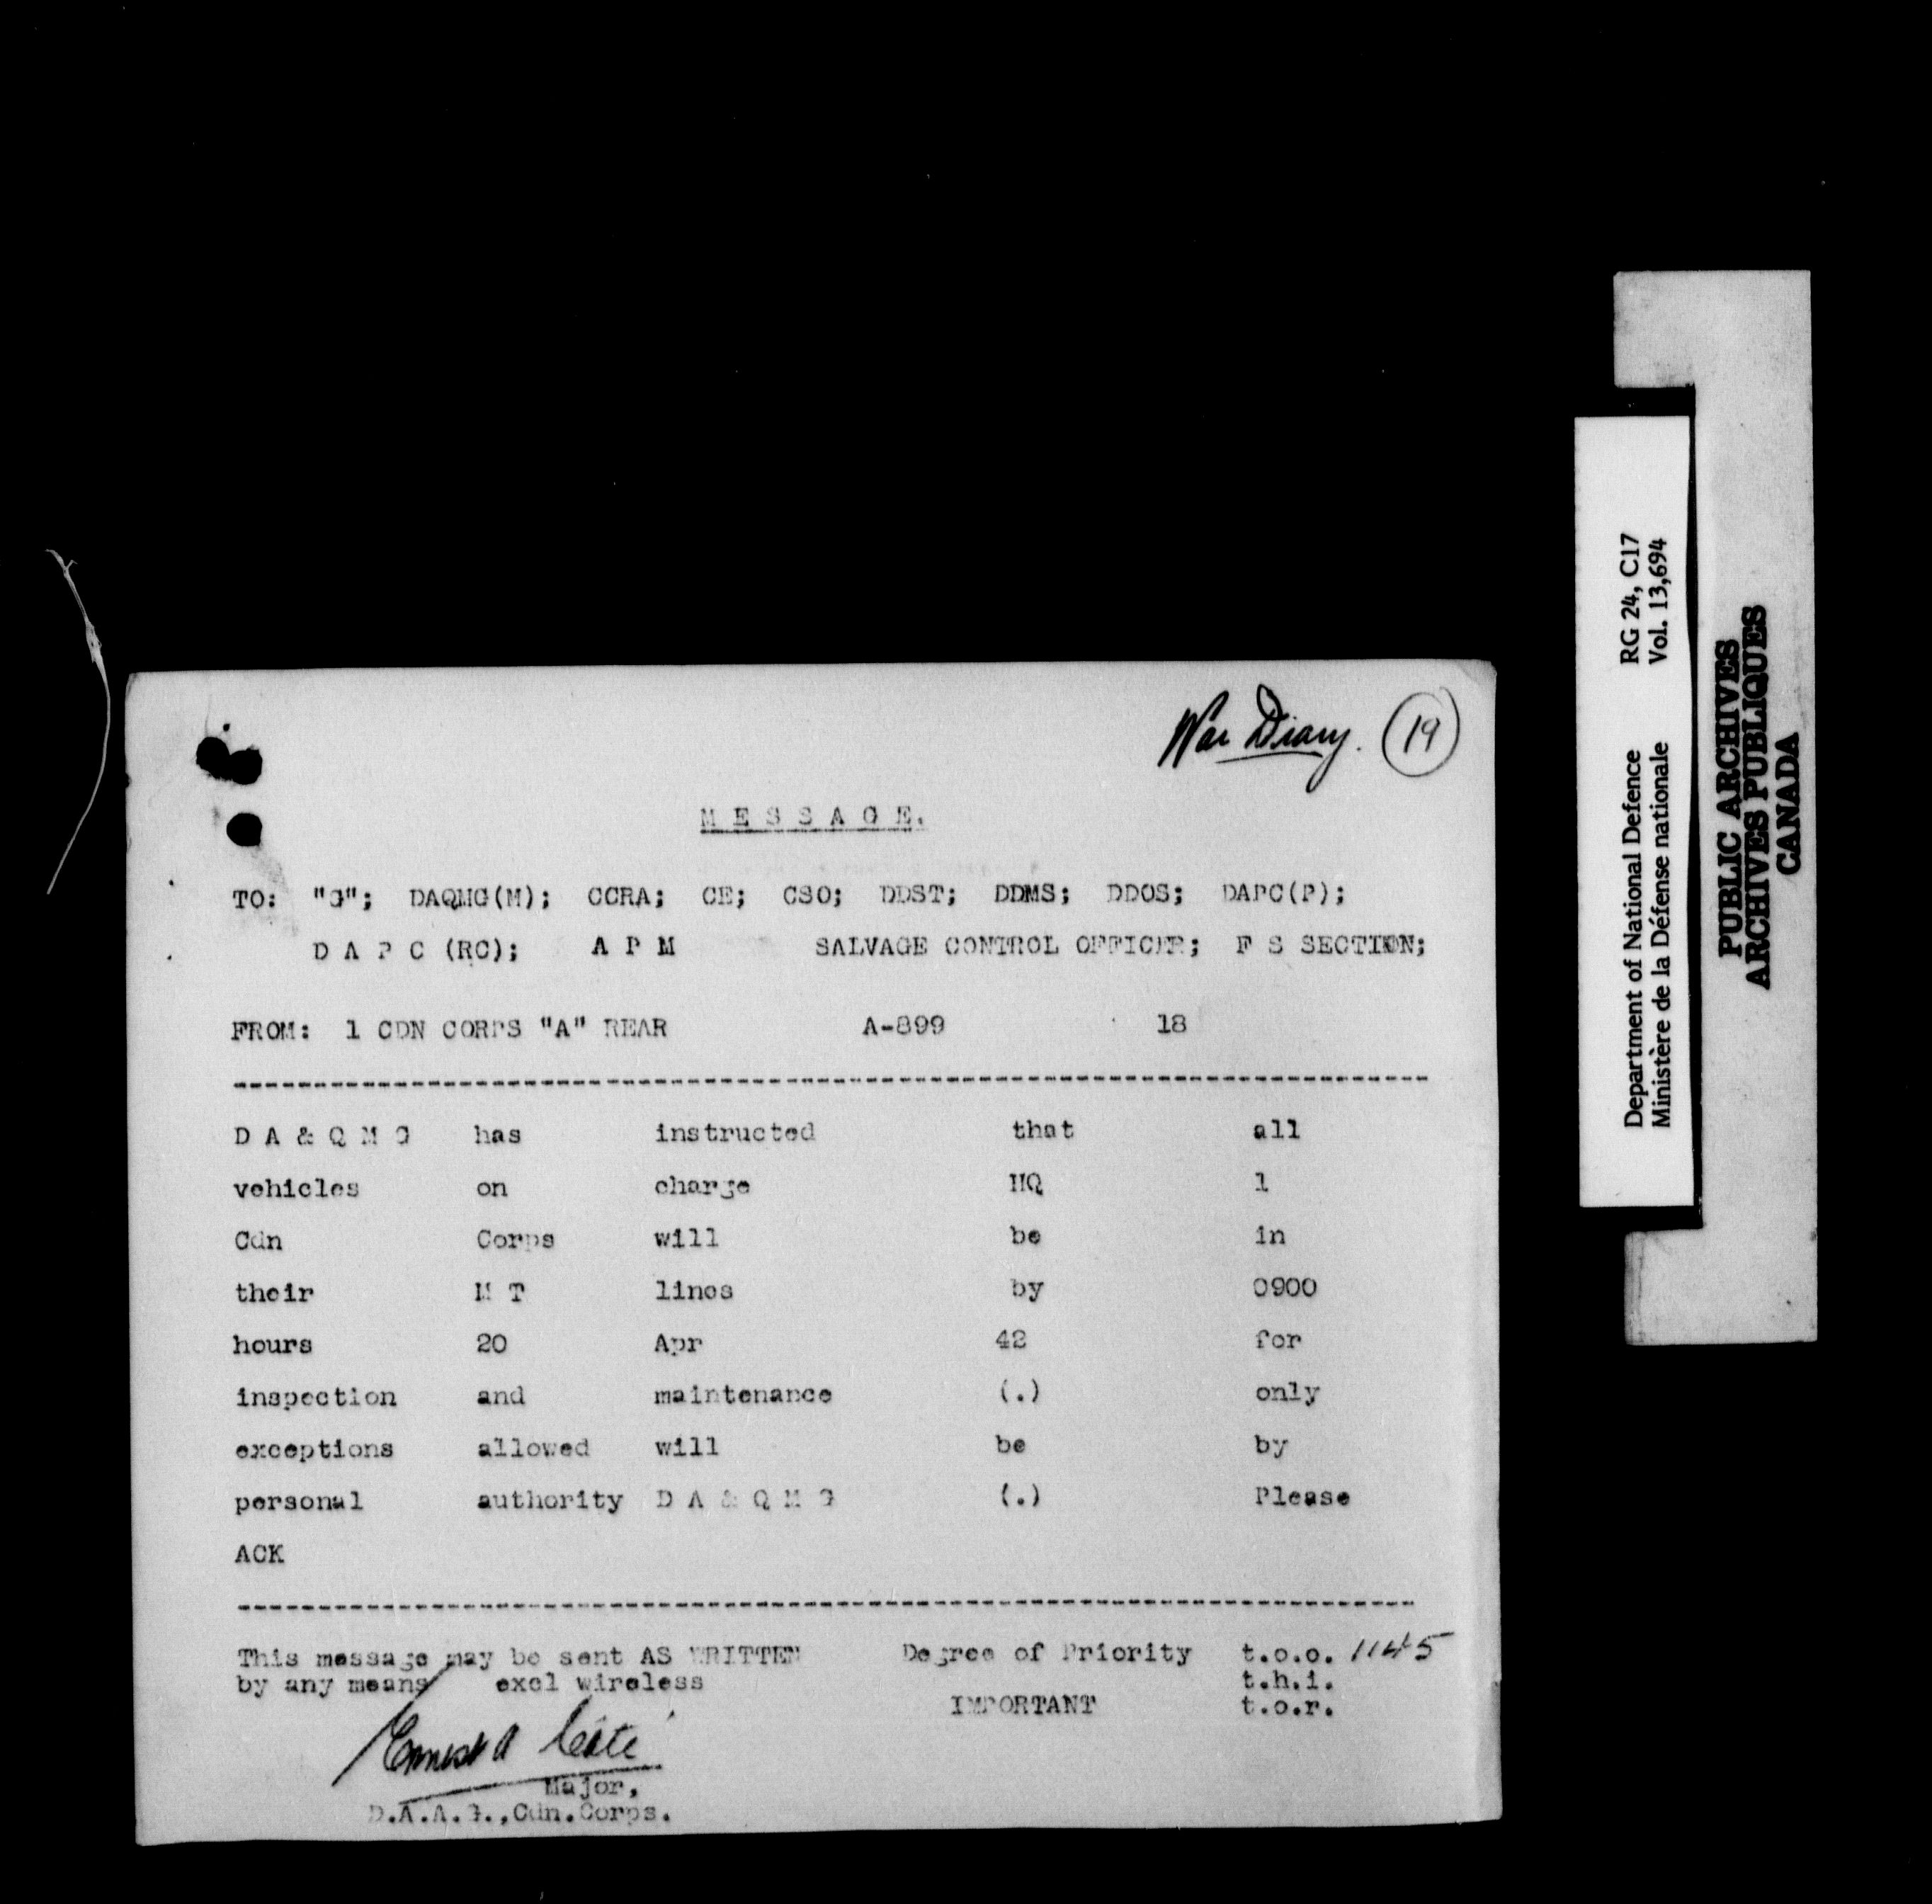 War Diary. 19
M E S S A G E.
TO: "G"; DAQMG(M); CCRA; CE; CSO; DDST; DDMS; DDOS; DAPC(P);
D A P C (RC); A P M SALVAGE CONTROL OFFICER; F S SECTION;
FROM: 1 CDN CORPS "A" REAR A-899 18
D A & Q M G has instructed that all
vehicles on charge HQ 1
Cdn Corps will be in
their M T lines by 0900
hours 20 Apr 42 for
inspection and maintenance (.) only
exceptions allowed will be by
personal authority D A & Q M G (.) Please
ACK
This message may be sent AS WRITTEN Degree of Priority t.o.o. 1145
by any means excl wireless t.h.i.
IMPORTANT t.o.r.
Ernest A Côté
Major,
D.A.A.G.,Cdn.Corps.
Department of National Defence RG 24, C17
Ministère de la Défense nationale Vol. 13,694
PUBLIC ARCHIVES
ARCHIVES PUBLIQUES
CANADA